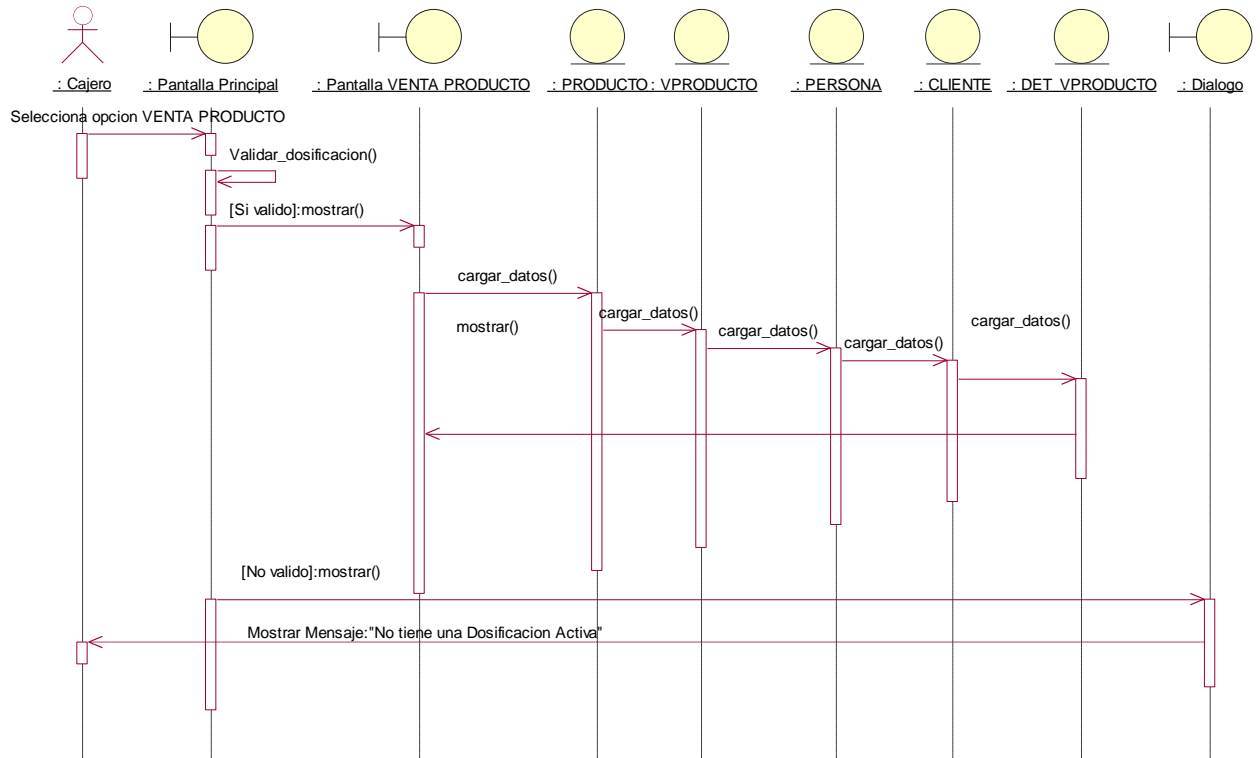 : Cajero
: Pantalla Principal
: Pantalla VENTA PRODUCTO
: PRODUCTO
: VPRODUCTO
: PERSONA
: CLIENTE
: DET_VPRODUCTO
: Dialogo
Selecciona opcion VENTA PRODUCTO
Validar_dosificacion()
[Si valido]:mostrar()
cargar_datos()
cargar_datos()
mostrar()
cargar_datos()
cargar_datos()
cargar_datos()
[No valido]:mostrar()
Mostrar Mensaje:"No tiene una Dosificacion Activa"